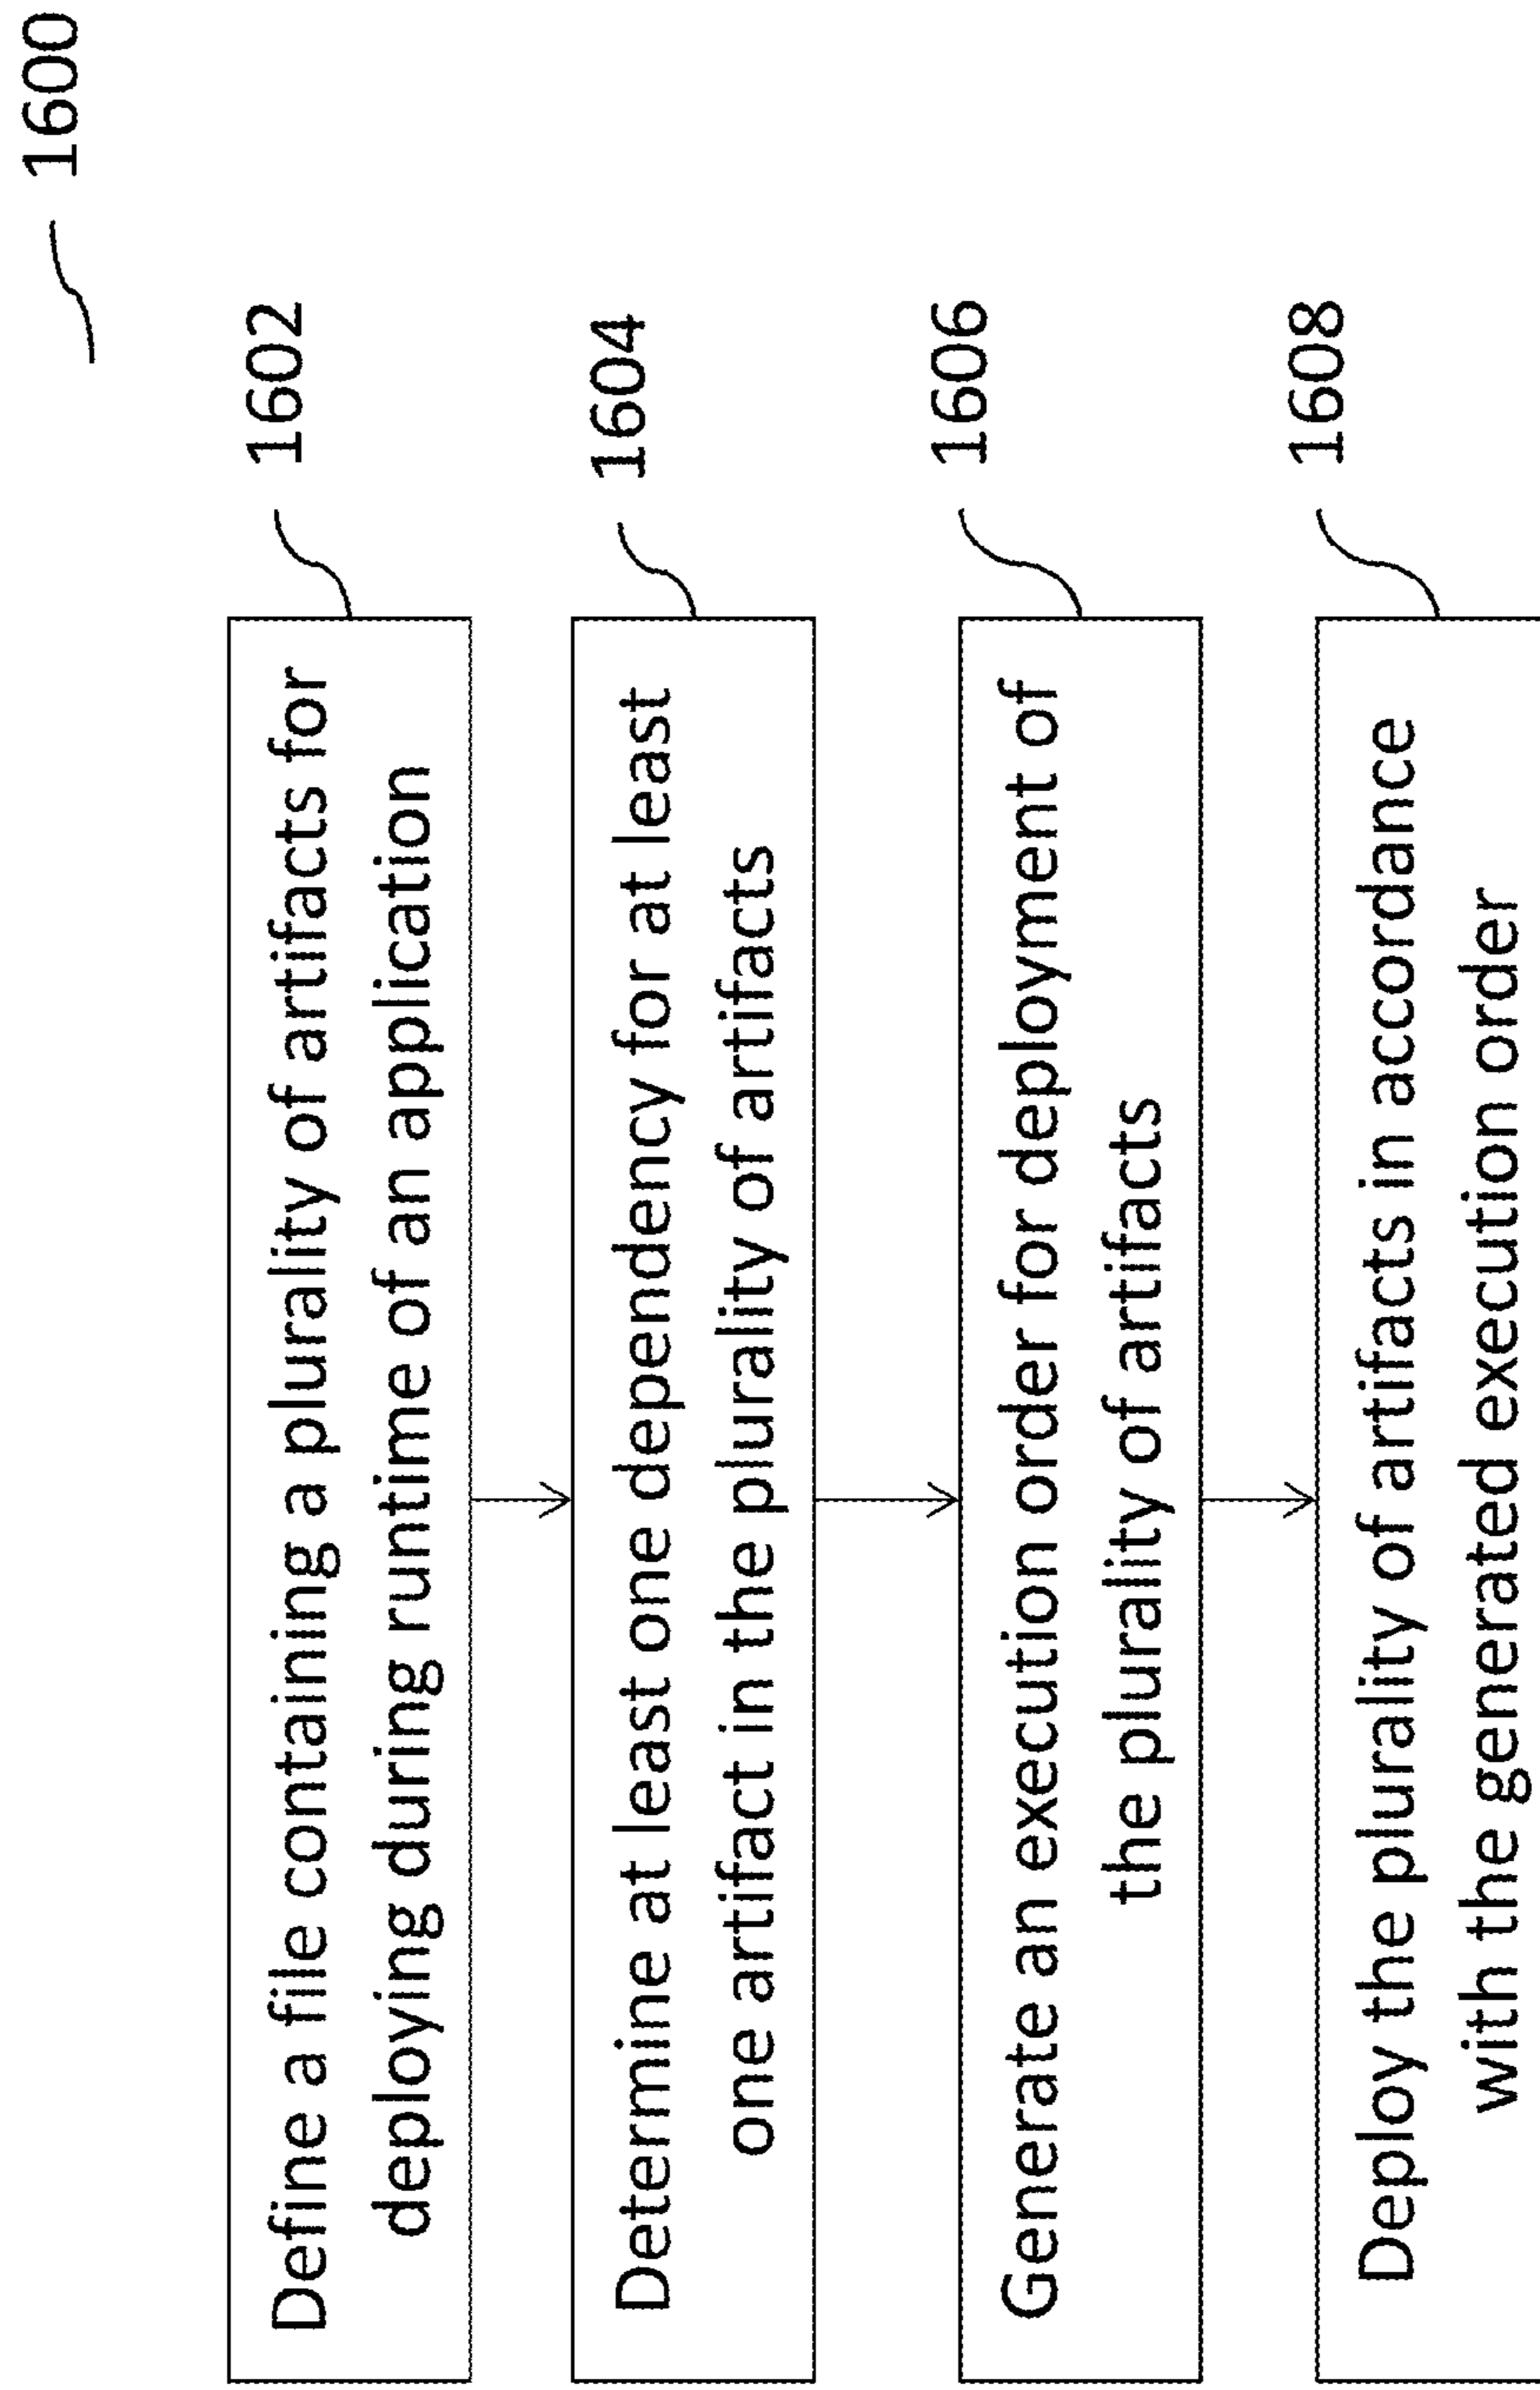 1600
Define a file containing a plurality of artifacts for
deploying during runtime of an application
1602
Determine at least one dependency for at least
one artifact in the plurality of artifacts
1604
Generate an execution order for deployment of
the plurality of artifacts
1606
Deploy the plurality of artifacts in accordance
with the generated execution order
1608